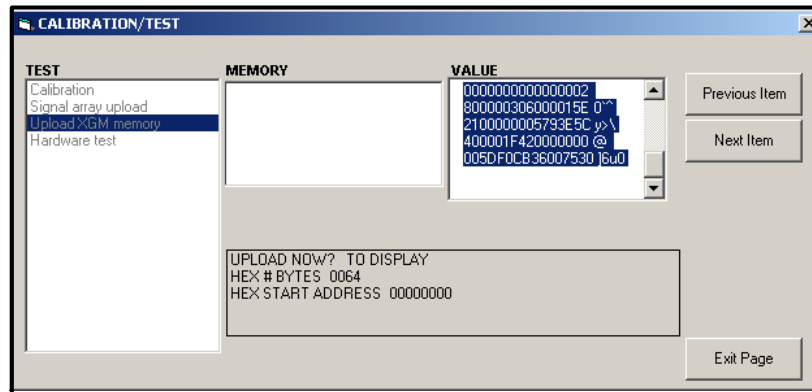 CALIBRATION/TEST
TEST
Calibration
Signal array upload
Upload XGM memory
Hardware test
MEMORY
VALUE
0000000000000002
800000306000015E 0`^
2100000005793E5C y>\
400001F420000000 @
005DF0CB36007530 ]6u0
Previous Item
Next Item
UPLOAD NOW? TO DISPLAY
HEX # BYTES 0064
HEX START ADDRESS 00000000
Exit Page